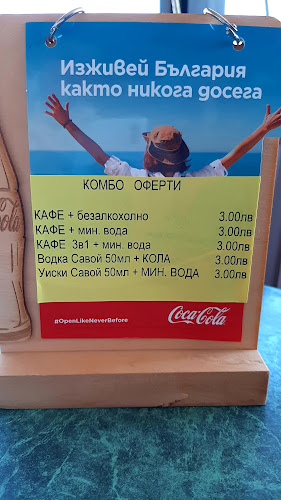 Изживей България
както никога досега
КОМБО ОФЕРТИ
КАФЕ + безалкохолно 3.00лв
КАФЕ + мин. вода 3.00лв
КАФЕ 3в1 + мин. вода 3.00лв
Водка Савой 50мл + КОЛА 3.00лв
Уиски Савой 50мл + МИН. ВОДА 3.00лв
#OpenLikeNeverBefore
Coca-Cola
Cola